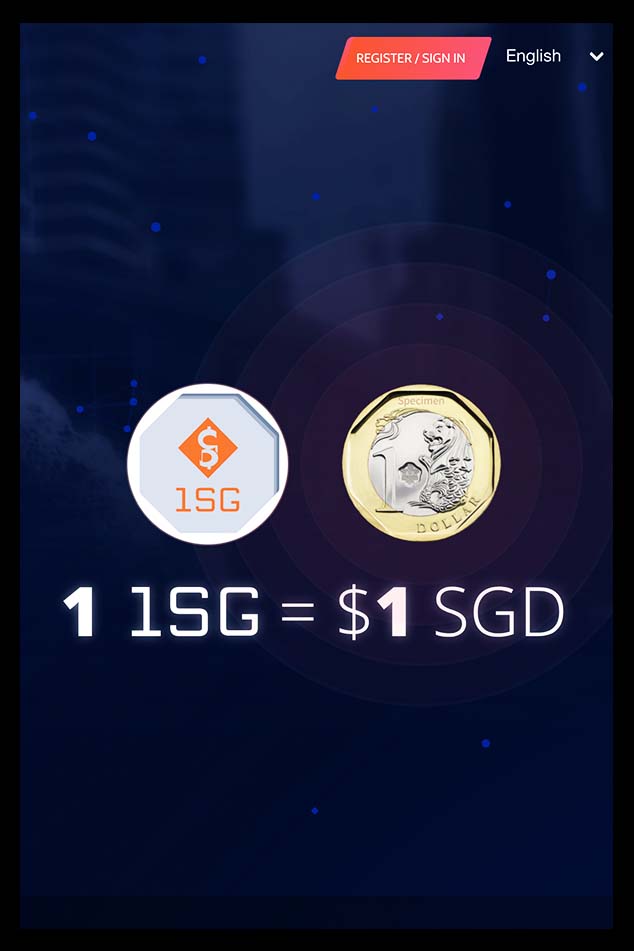 REGISTER / SIGN IN
English
1SG
Specimen
1
DOLLAR
1 1SG = $1 SGD